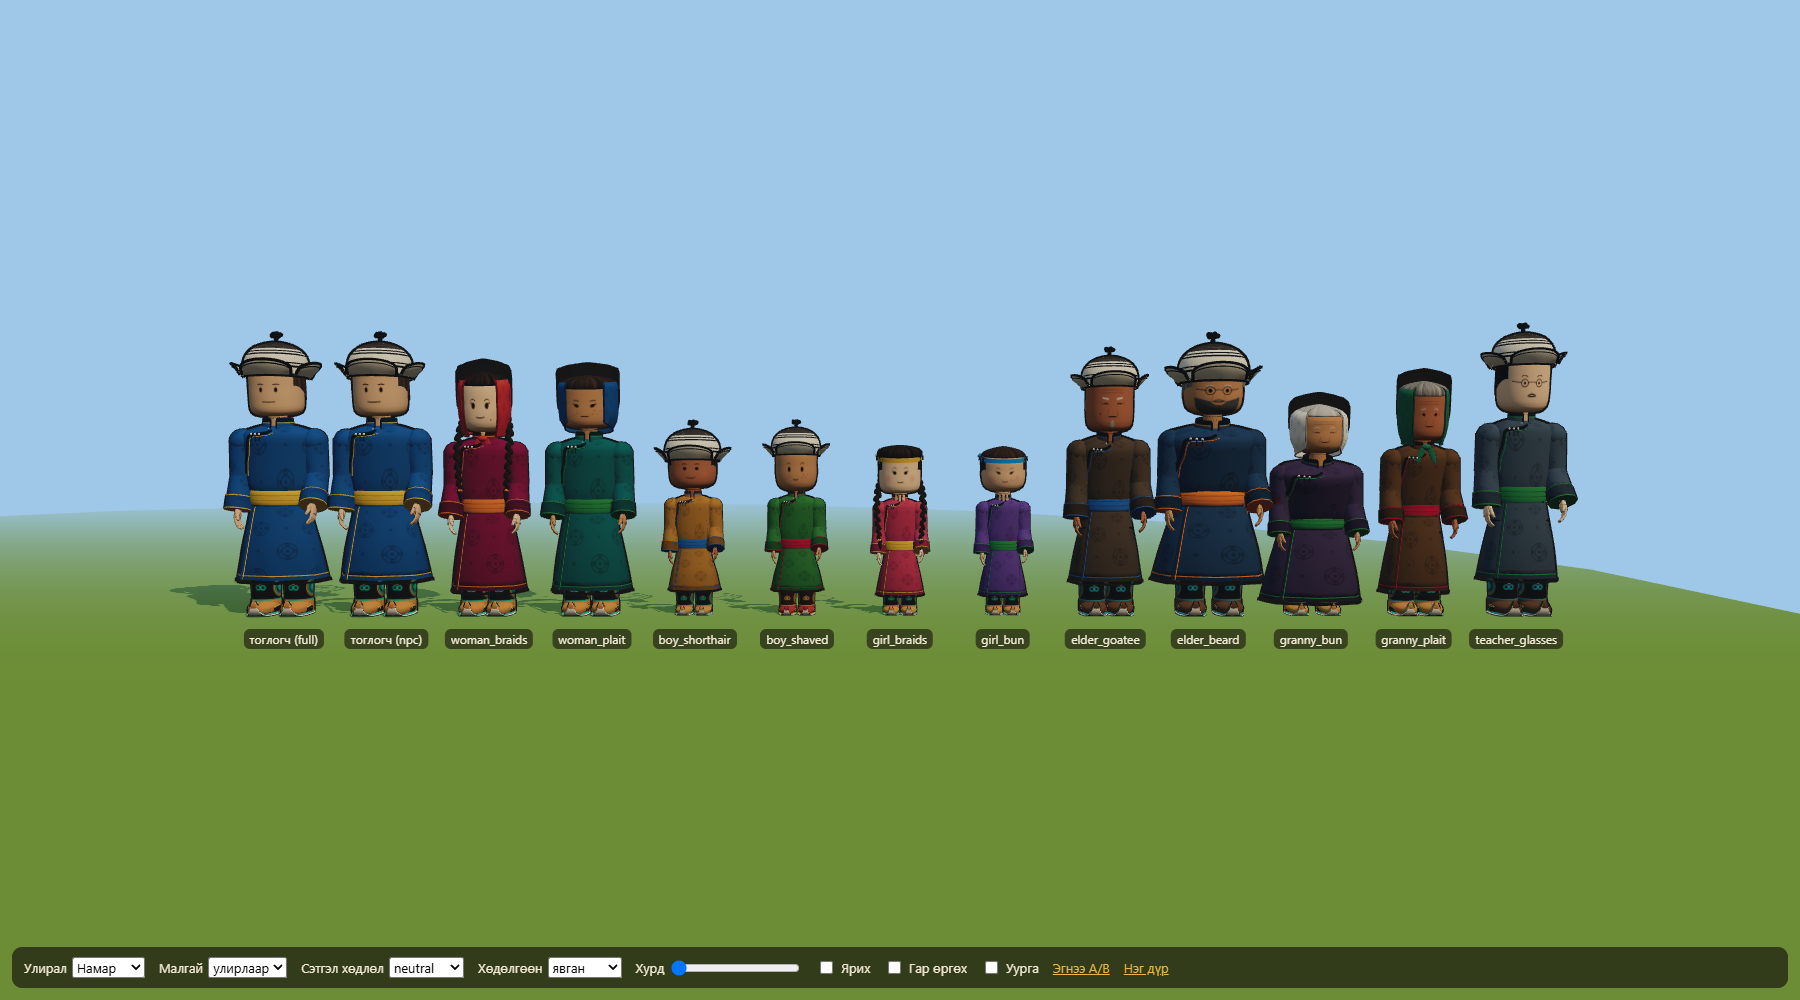 тоглогч (full) тоглогч (npc) woman_braids woman_plait boy_shorthair boy_shaved girl_braids girl_bun elder_goatee elder_beard granny_bun granny_plait teacher_glasses
Улирал Намар Малгай улирлаар Сэтгэл хөдлөл neutral Хөдөлгөөн явган Хурд Ярих Гар өргөх Уурга Эгнээ A/B Нэг дүр